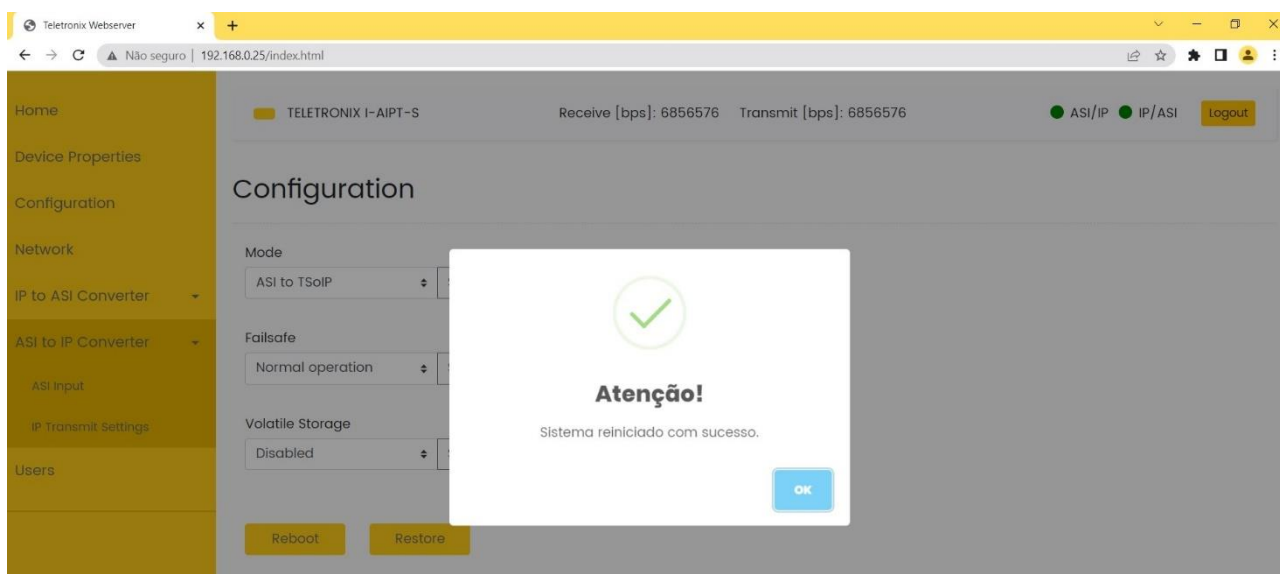 Teletronix Webserver
Não seguro | 192.168.0.25/index.html
Home
Device Properties
Configuration
Network
IP to ASI Converter
ASI to IP Converter
ASI Input
IP Transmit Settings
Users
TELETRONIX I-AIPT-S Receive [bps]: 6856576 Transmit [bps]: 6856576 ASI/IP IP/ASI Logout
Configuration
Mode
ASI to TSoIP
Failsafe
Normal operation
Volatile Storage
Disabled
Reboot Restore
Atenção!
Sistema reiniciado com sucesso.
OK